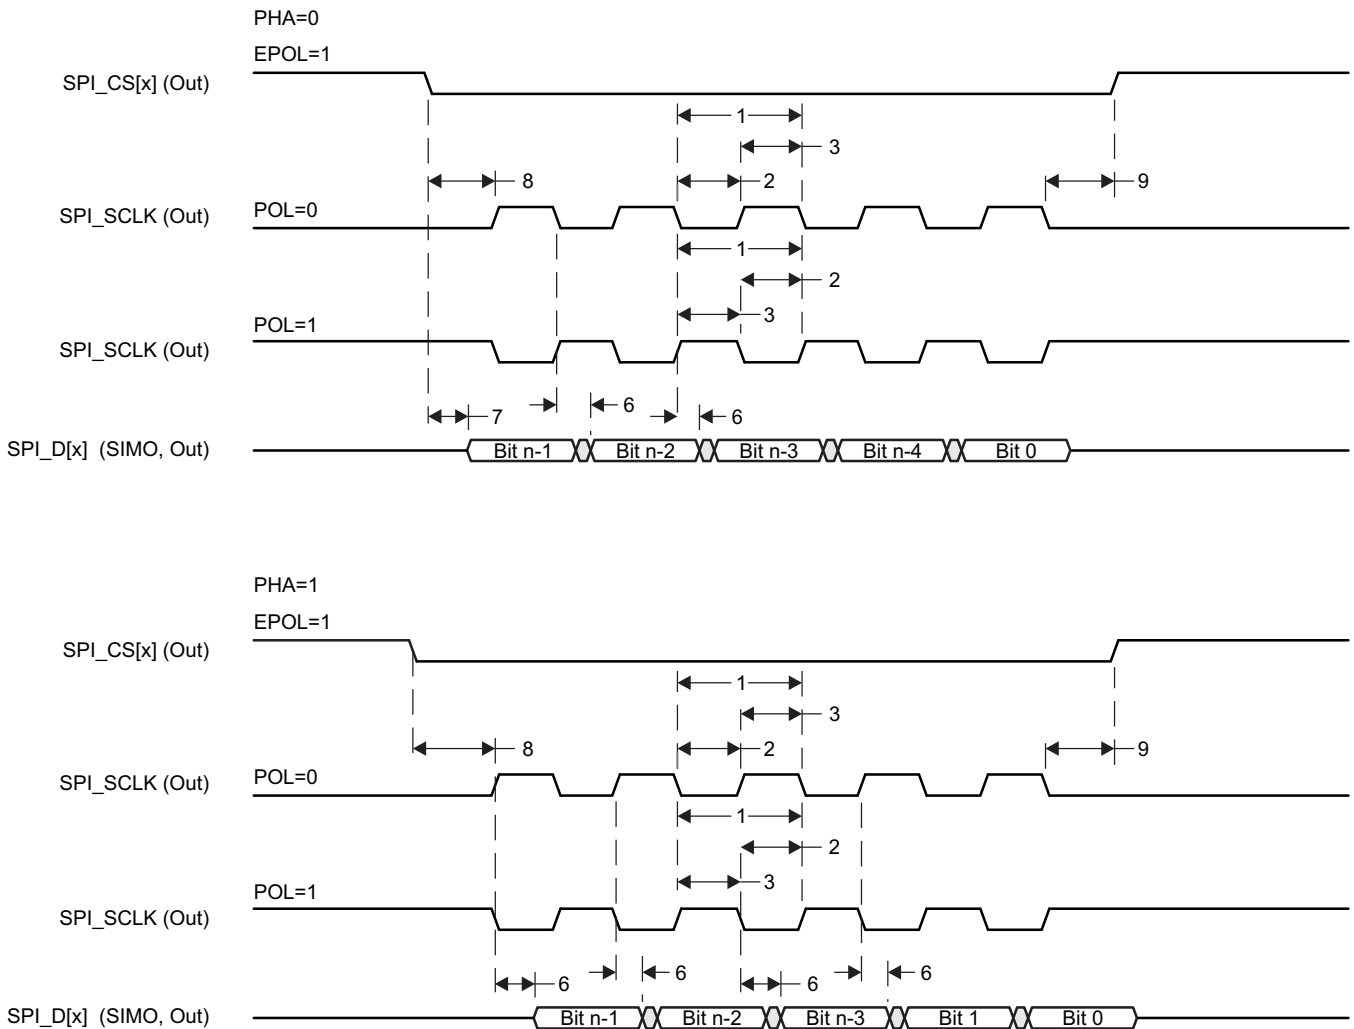 PHA=0
EPOL=1
SPI_CS[x] (Out)
1
3
8
2
9
POL=0
SPI_SCLK (Out)
1
2
3
POL=1
SPI_SCLK (Out)
7
6
6
SPI_D[x] (SIMO, Out)
Bit n-1
Bit n-2
Bit n-3
Bit n-4
Bit 0
PHA=1
EPOL=1
SPI_CS[x] (Out)
1
3
8
2
9
POL=0
SPI_SCLK (Out)
1
2
3
POL=1
SPI_SCLK (Out)
6
6
6
6
SPI_D[x] (SIMO, Out)
Bit n-1
Bit n-2
Bit n-3
Bit 1
Bit 0